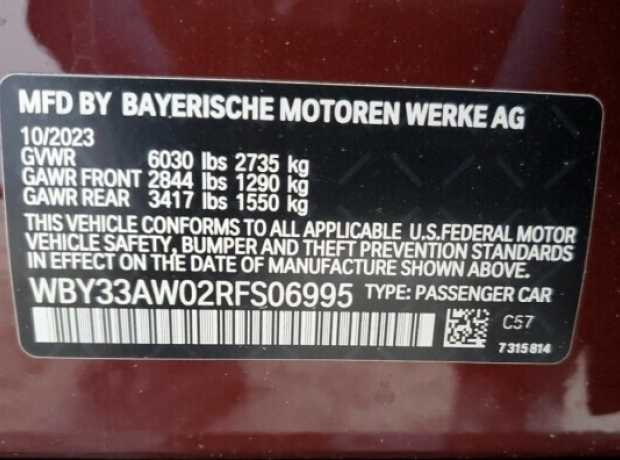 MFD BY BAYERISCHE MOTOREN WERKE AG
10/2023
GVWR 6030 lbs 2735 kg
GAWR FRONT 2844 lbs 1290 kg
GAWR REAR 3417 lbs 1550 kg
THIS VEHICLE CONFORMS TO ALL APPLICABLE U.S.FEDERAL MOTOR
VEHICLE SAFETY, BUMPER AND THEFT PREVENTION STANDARDS
IN EFFECT ON THE DATE OF MANUFACTURE SHOWN ABOVE.
WBY33AW02RFS06995 TYPE: PASSENGER CAR
C57
7315814